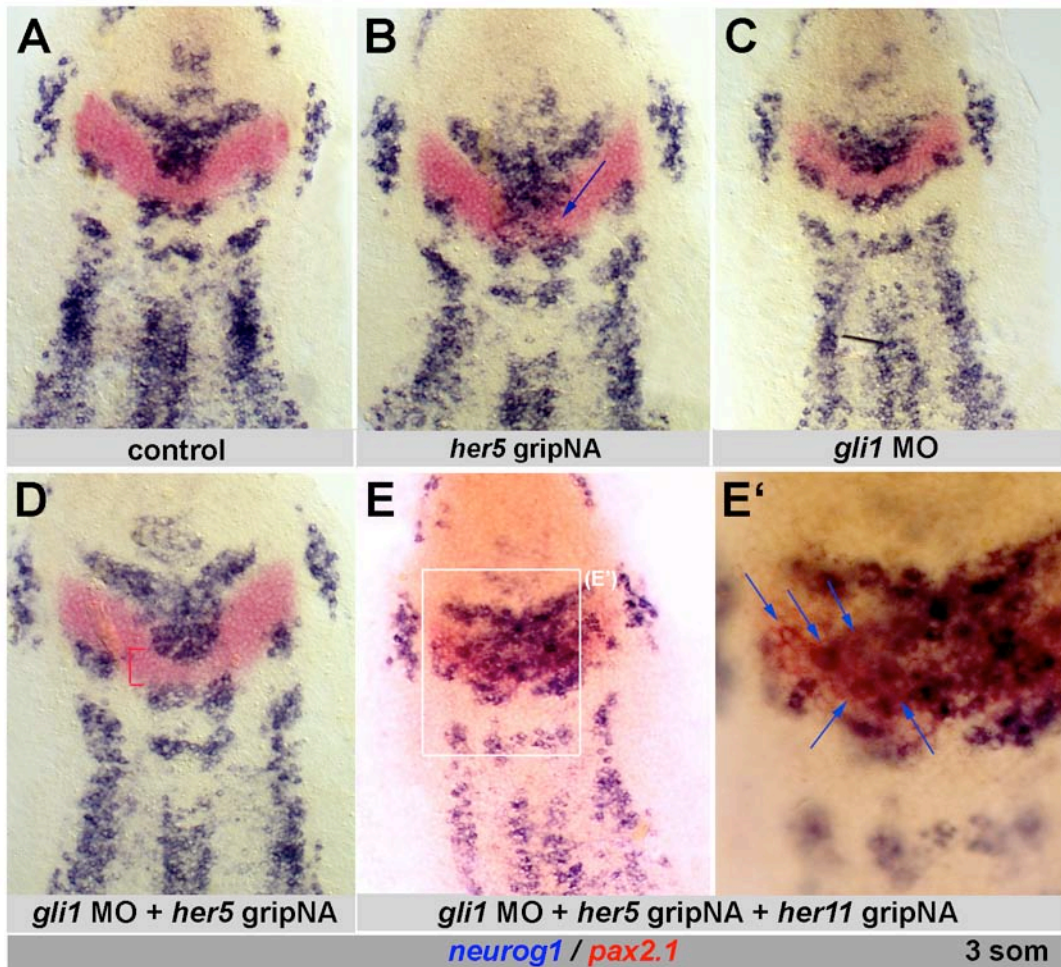 A
B
C
control
her5 gripNA
gli1 MO
D
E
E‘
(E')
gli1 MO + her5 gripNA
gli1 MO + her5 gripNA + her11 gripNA
neurog1 / pax2.1
3 som